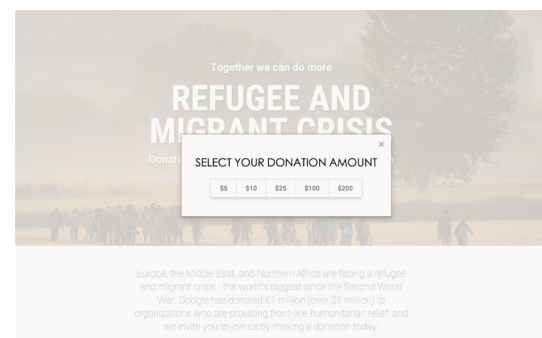 Together we can do more
REFUGEE AND
MIGRANT CRISIS
Donate
×
SELECT YOUR DONATION AMOUNT
$5 $10 $25 $100 $200
Europe, the Middle East, and Northern Africa are facing a refugee
and migrant crisis - the world's biggest since the Second World
War. Google has donated €1 million (over $1 million) to
organizations who are providing front-line humanitarian relief, and
we invite you to join us by making a donation today.